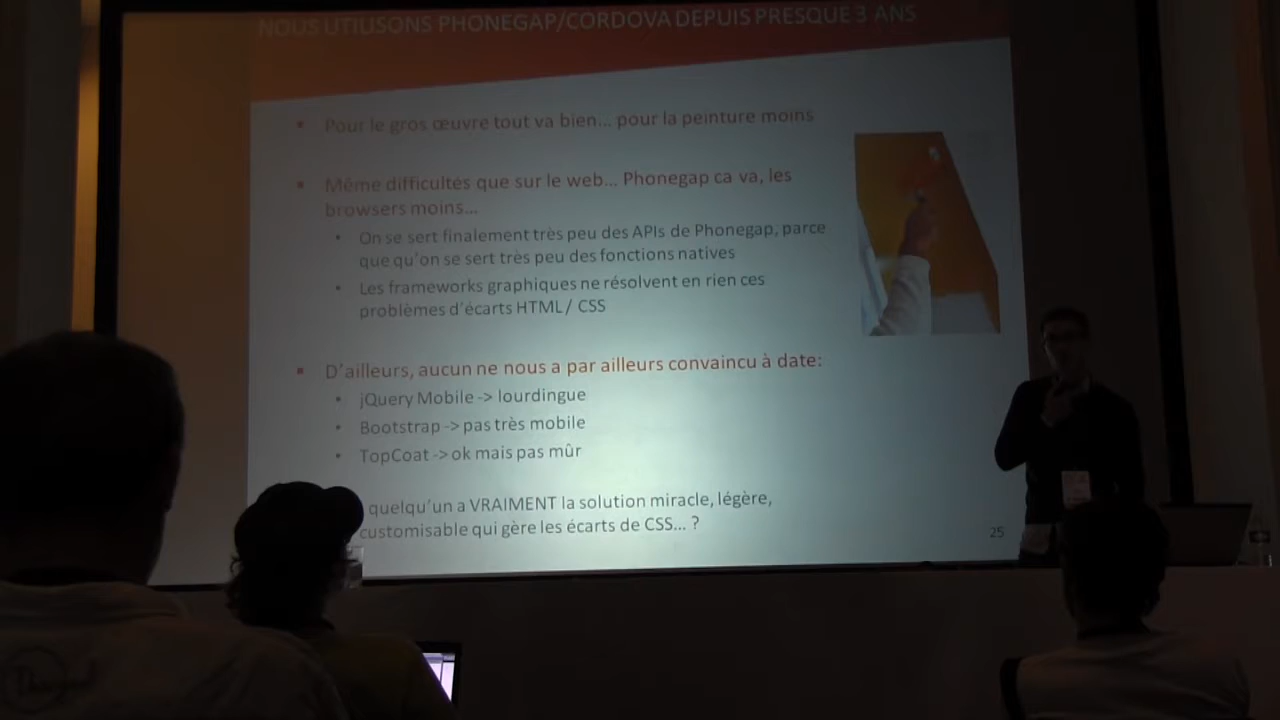 NOUS UTILISONS PHONEGAP/CORDOVA DEPUIS PRESQUE 3 ANS
Pour le gros œuvre tout va bien... pour la peinture moins
Même difficultés que sur le web... Phonegap ca va, les
browsers moins...
On se sert finalement très peu des APIs de Phonegap, parce
que qu'on se sert très peu des fonctions natives
Les frameworks graphiques ne résolvent en rien ces
problèmes d'écarts HTML / CSS
D'ailleurs, aucun ne nous a par ailleurs convaincu à date:
jQuery Mobile -> lourdingue
Bootstrap -> pas très mobile
TopCoat -> ok mais pas mûr
quelqu'un a VRAIMENT la solution miracle, légère,
customisable qui gère les écarts de CSS... ?
25